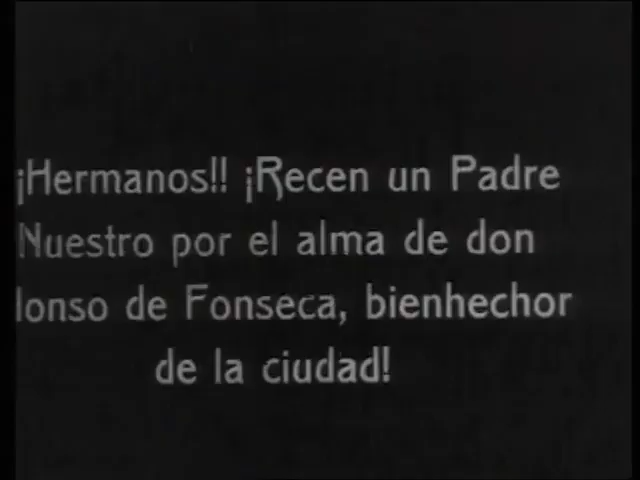 ¡Hermanos!! ¡Recen un Padre
Nuestro por el alma de don
lonso de Fonseca, bienhechor
de la ciudad!